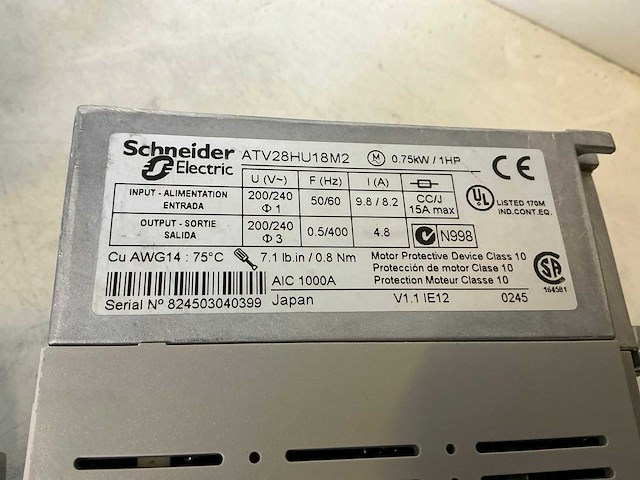 Schneider Electric ATV28HU18M2 M 0.75kW / 1HP CE
U (V~) F (Hz) I (A)
INPUT - ALIMENTATION ENTRADA 200/240 Φ 1 50/60 9.8 / 8.2 CC/J 15A max
UL LISTED 170M IND.CONT.EQ.
OUTPUT - SORTIE SALIDA 200/240 Φ 3 0.5/400 4.8 N998
Cu AWG14 : 75°C 7.1 lb.in / 0.8 Nm
Motor Protective Device Class 10
Protección de motor Clase 10
Protection Moteur Classe 10
AIC 1000A
SA 164581
Serial Nº 824503040399 Japan V1.1 IE12 0245